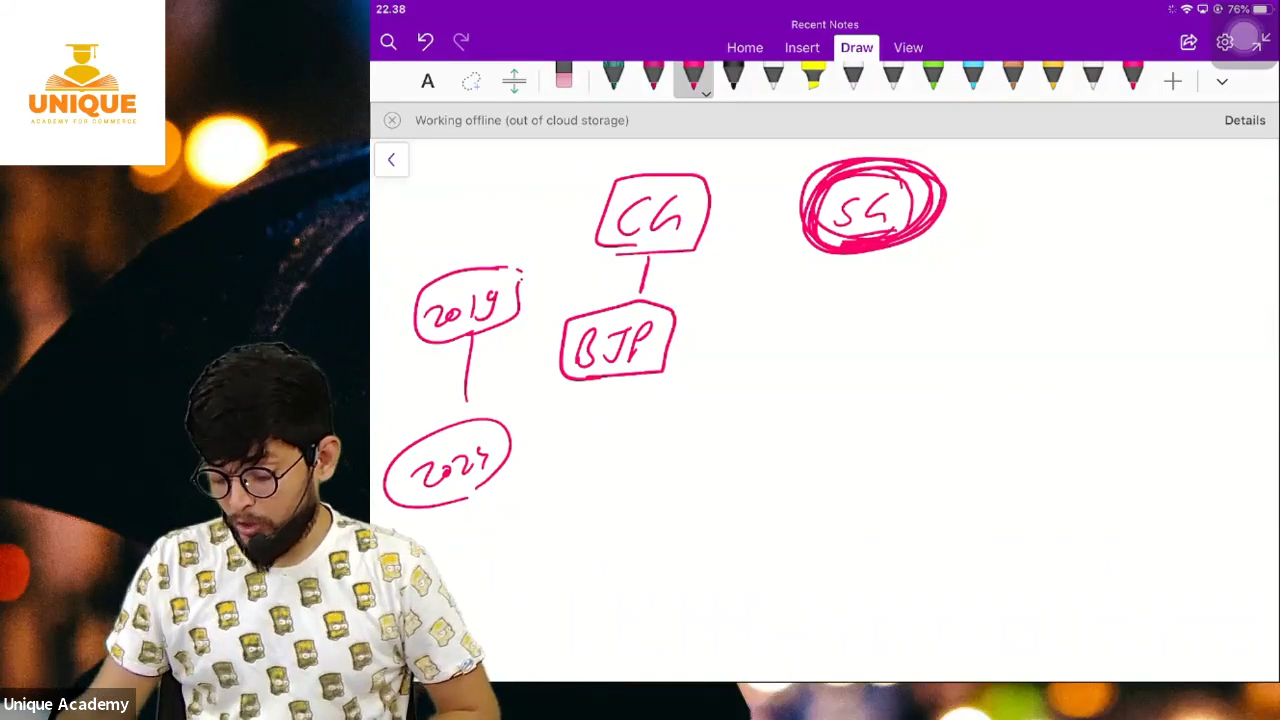 UNIQUE
ACADEMY FOR COMMERCE
22.38
76%
Recent Notes
Home Insert Draw View
A
Working offline (out of cloud storage)
Details
CG
SG
2019
BJP
2024
Unique Academy